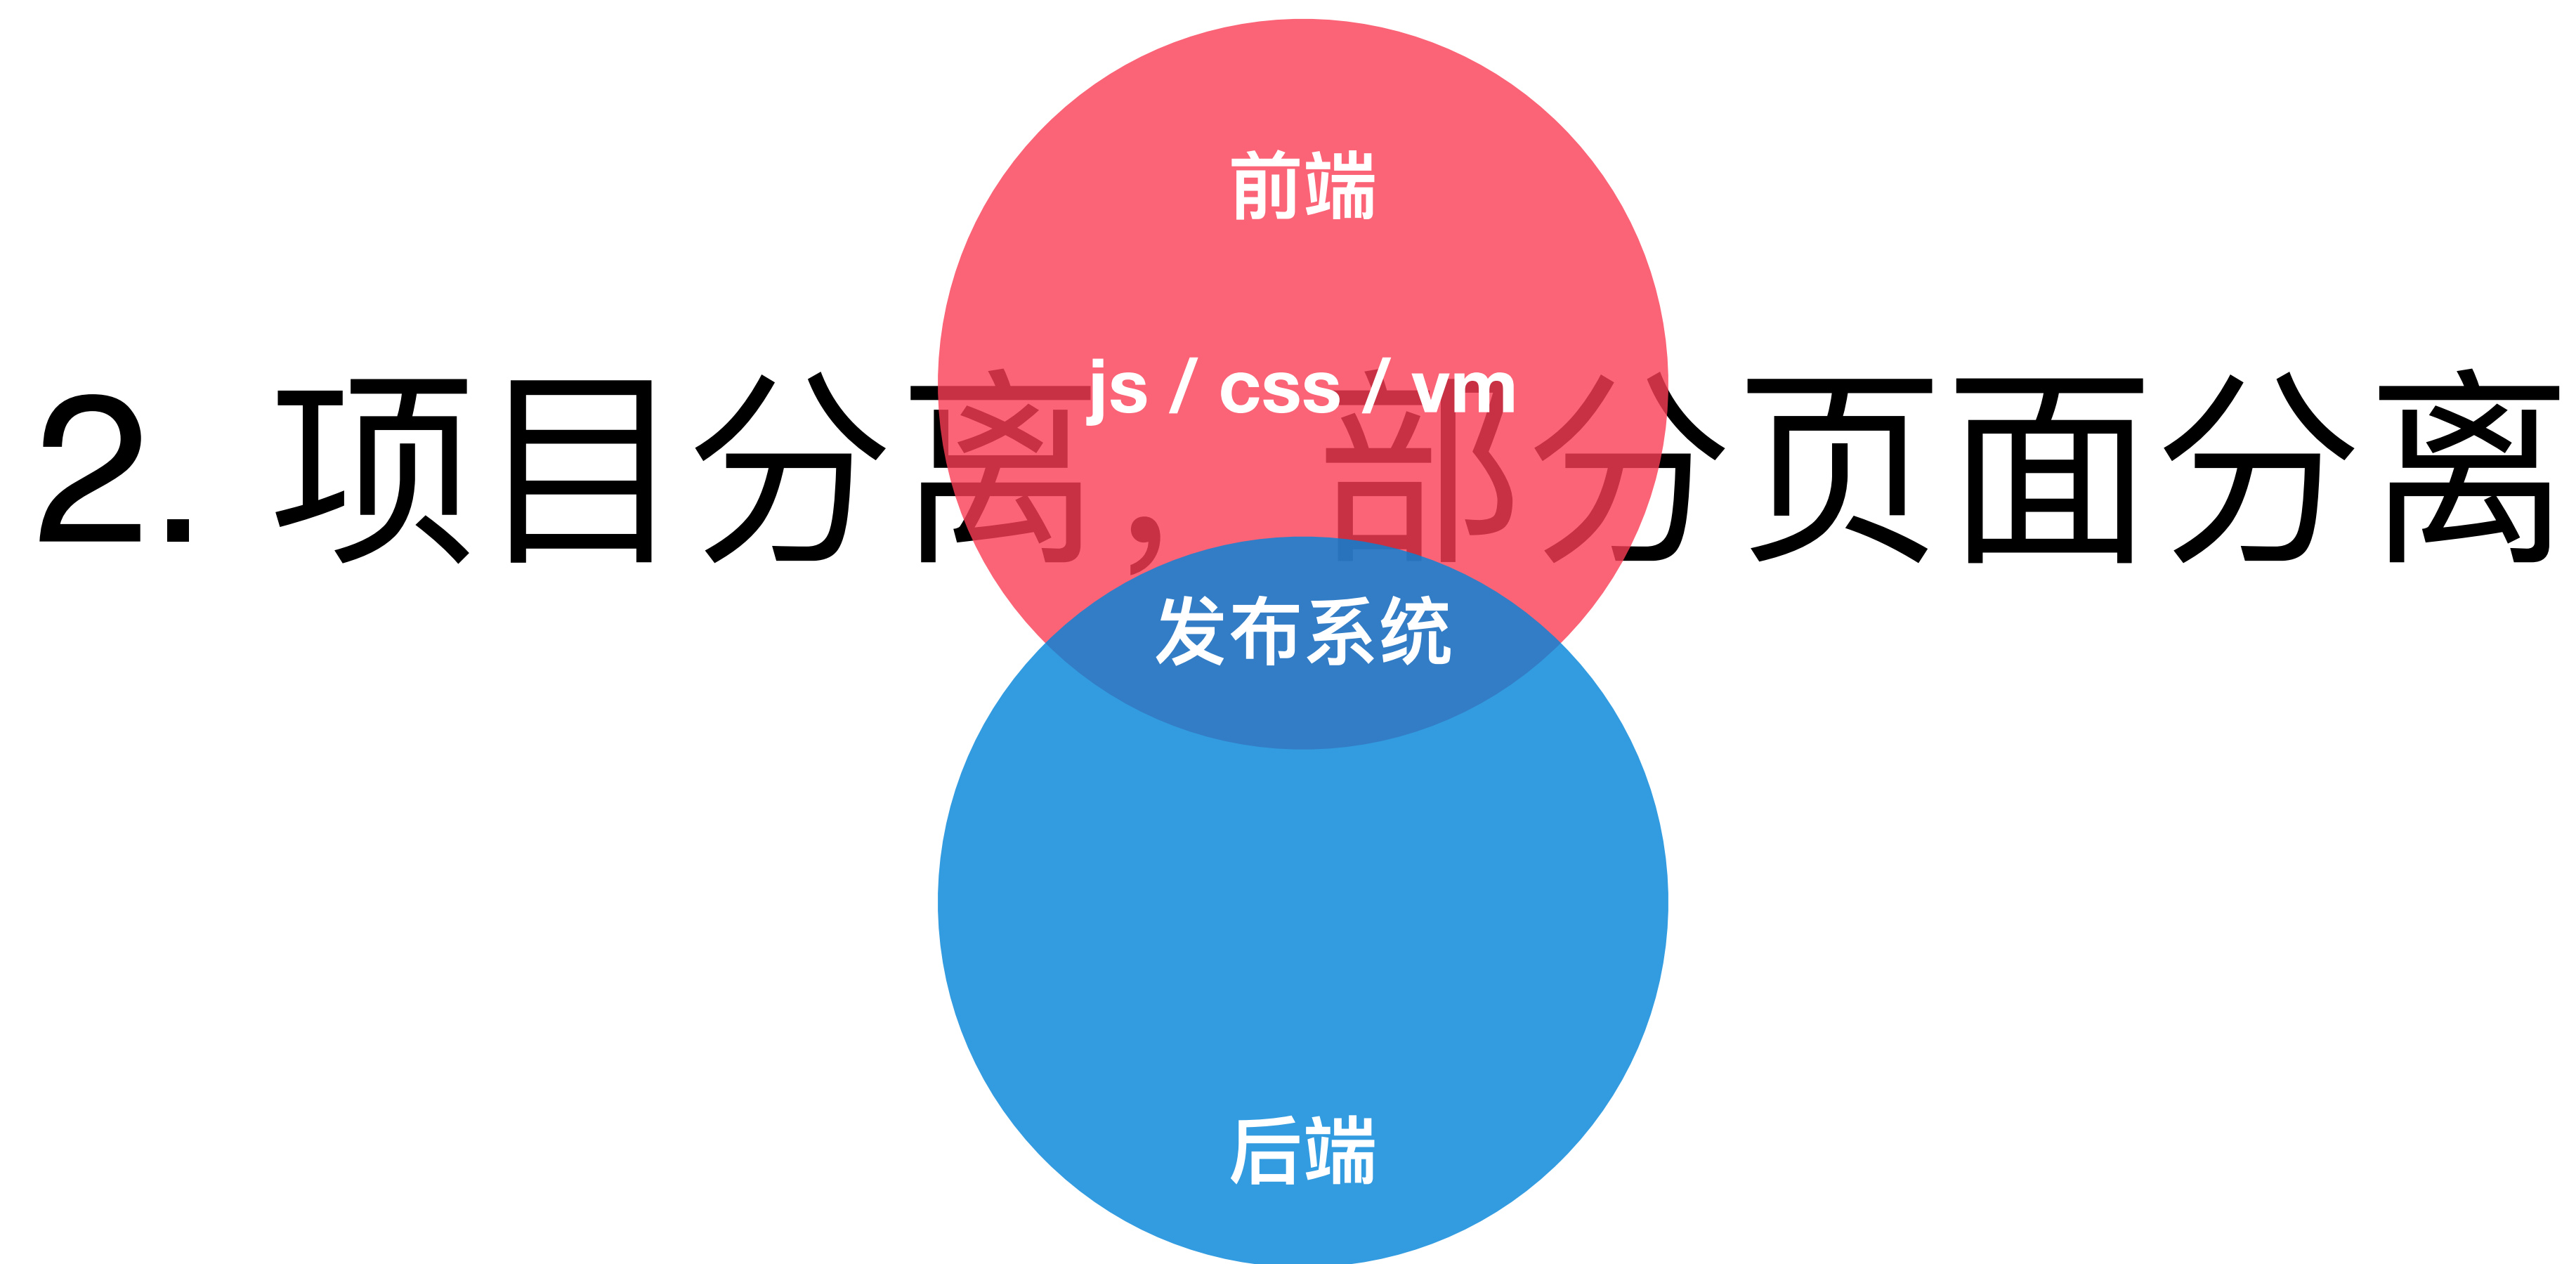 前端
js / css / vm
2. 项目分离，部分页面分离
发布系统
后端